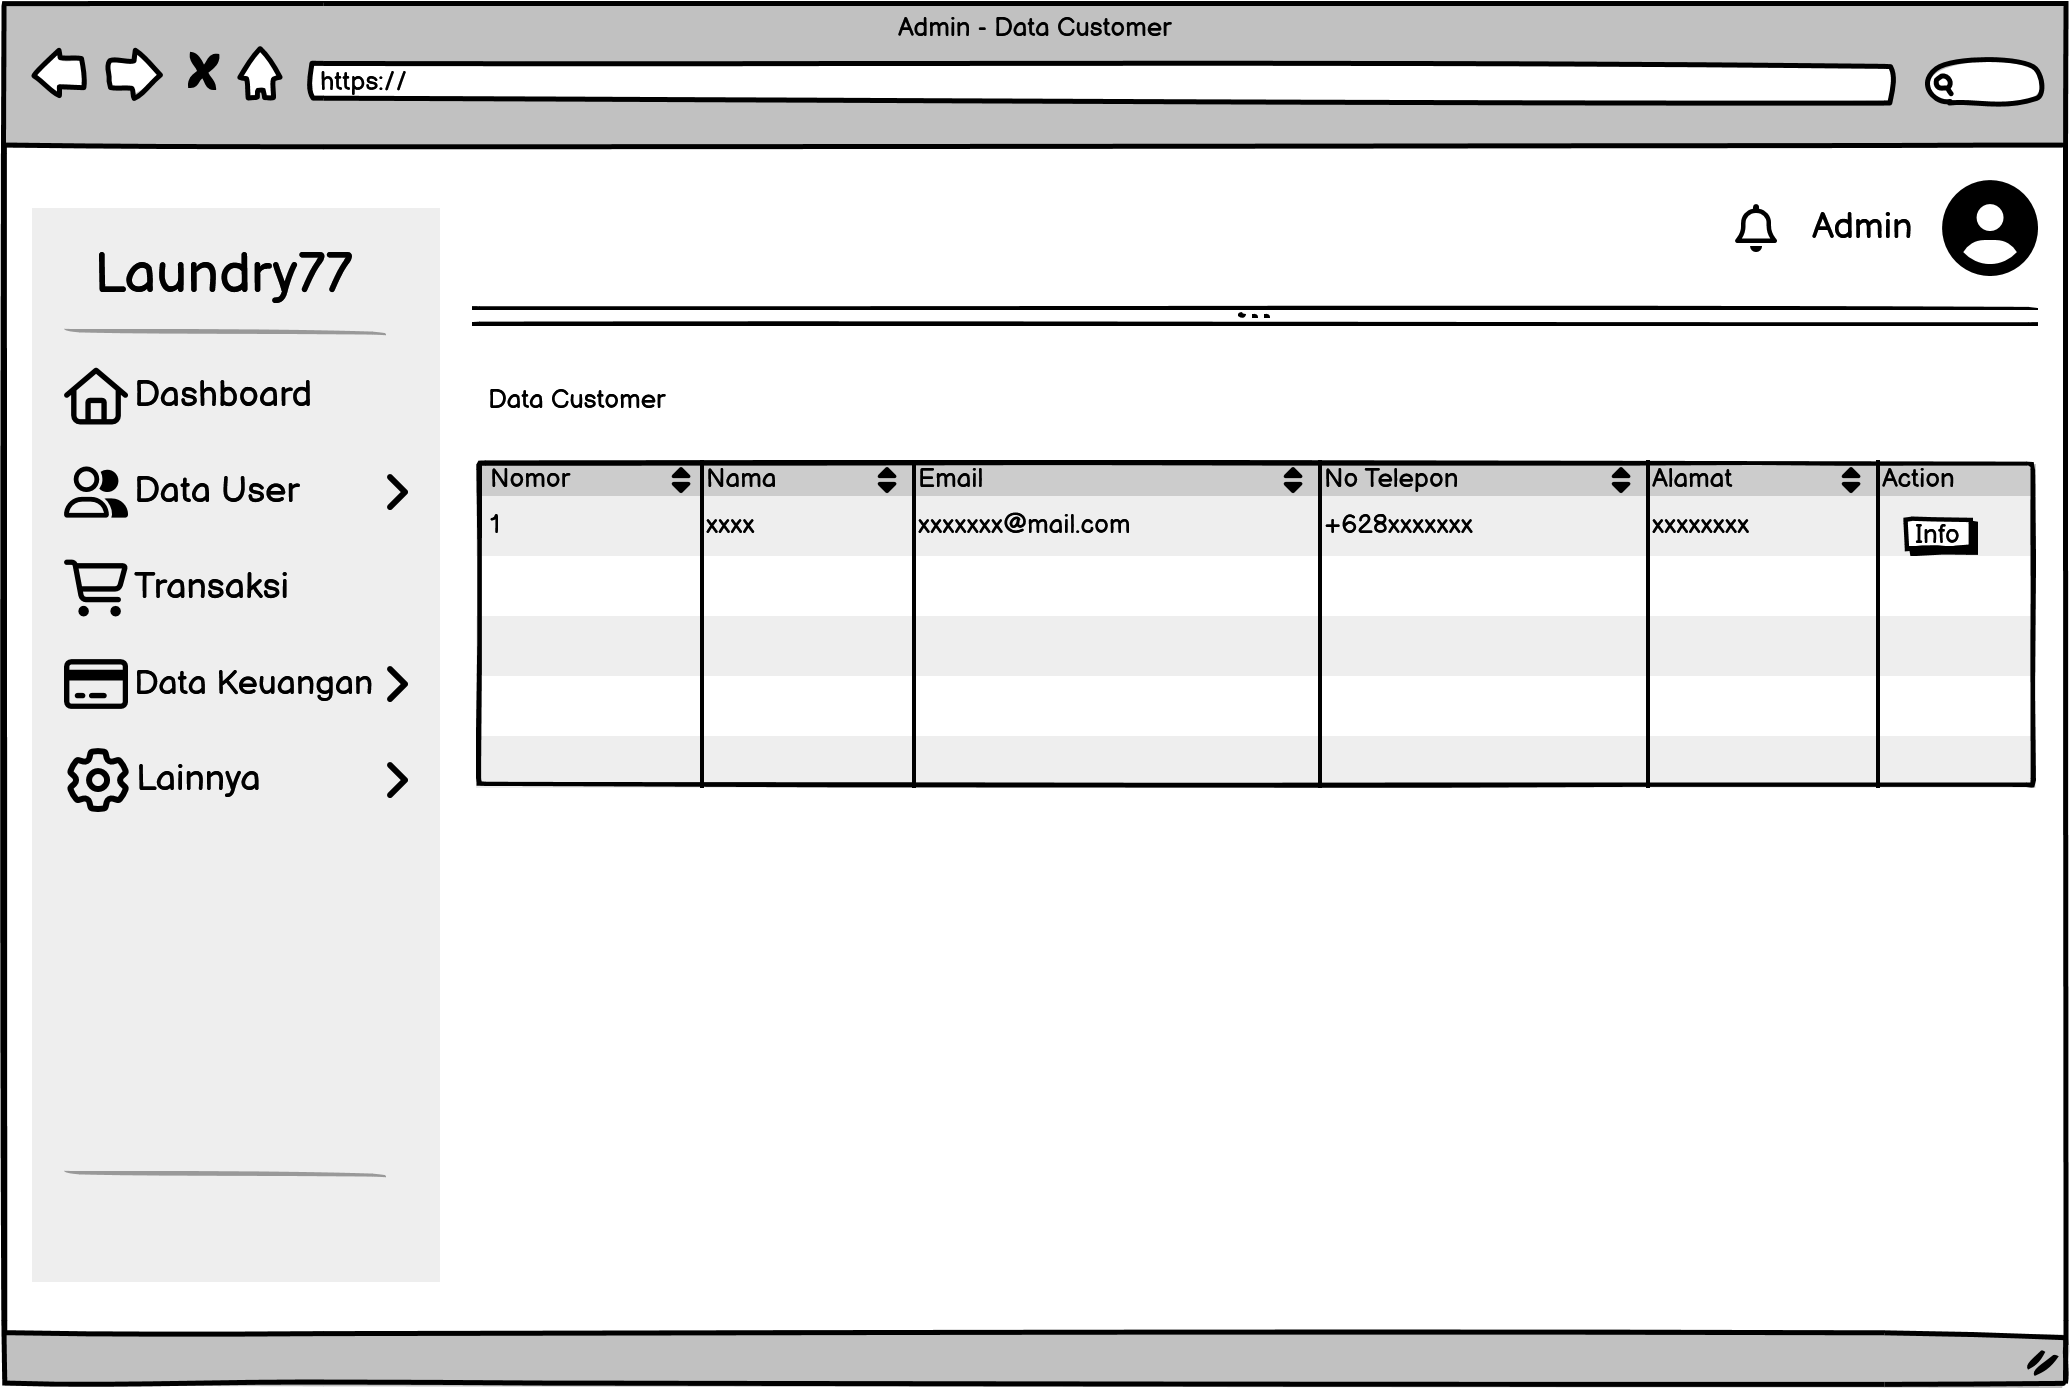 Admin - Data Customer
https://
Admin
Laundry77
Dashboard
Data User
Transaksi
Data Keuangan
Lainnya
Data Customer
Nomor Nama Email No Telepon Alamat Action
1 xxxx xxxxxxx@mail.com +628xxxxxxx xxxxxxxx Info